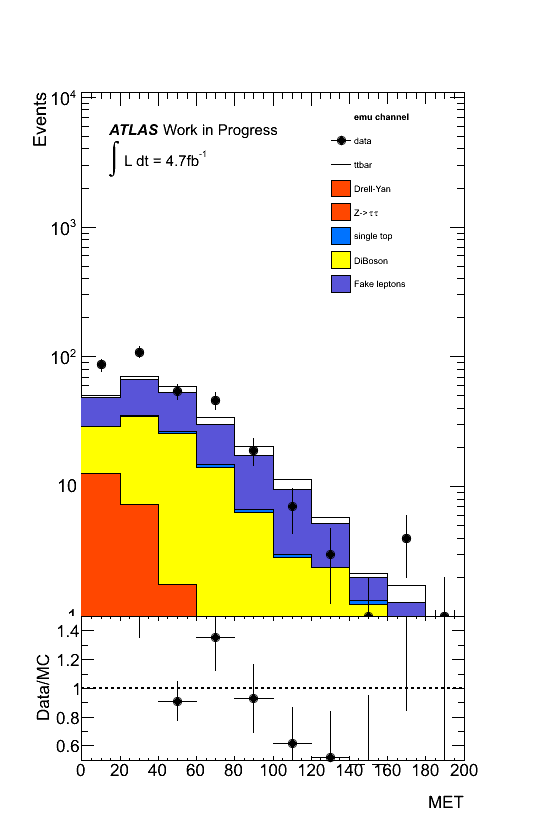 Events
10⁴
10³
10²
10
1
ATLAS Work in Progress
∫ L dt = 4.7fb⁻¹
emu channel
data
ttbar
Drell-Yan
Z->ττ
single top
DiBoson
Fake leptons
Data/MC
1.4
1.2
1
0.8
0.6
0 20 40 60 80 100 120 140 160 180 200
MET